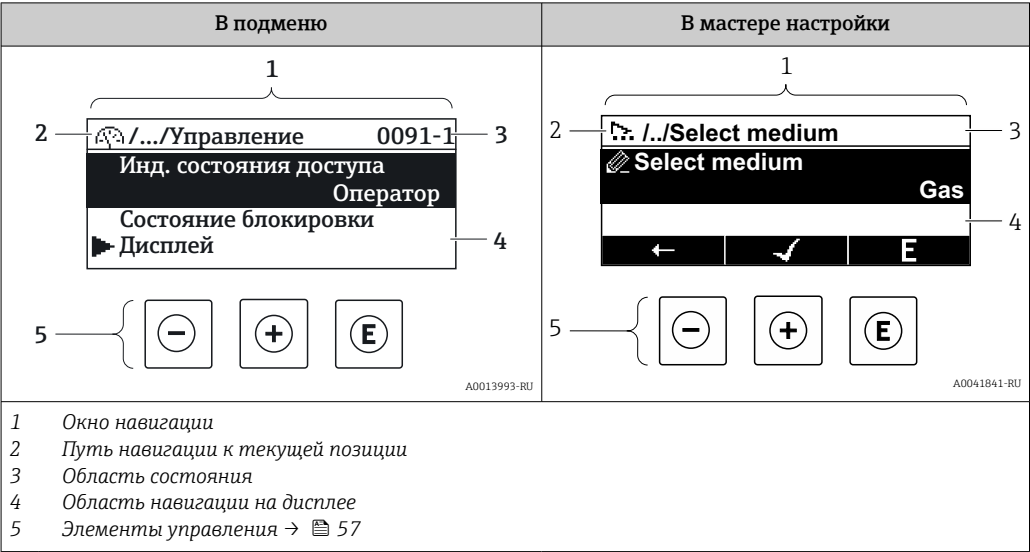 В подменю
В мастере настройки
1
1
2
/.../Управление
0091-1
3
Инд. состояния доступа
Оператор
Состояние блокировки
Дисплей
4
5
E
A0013993-RU
2
/../Select medium
3
Select medium
Gas
4
E
5
E
A0041841-RU
1 Окно навигации
2 Путь навигации к текущей позиции
3 Область состояния
4 Область навигации на дисплее
5 Элементы управления → 57